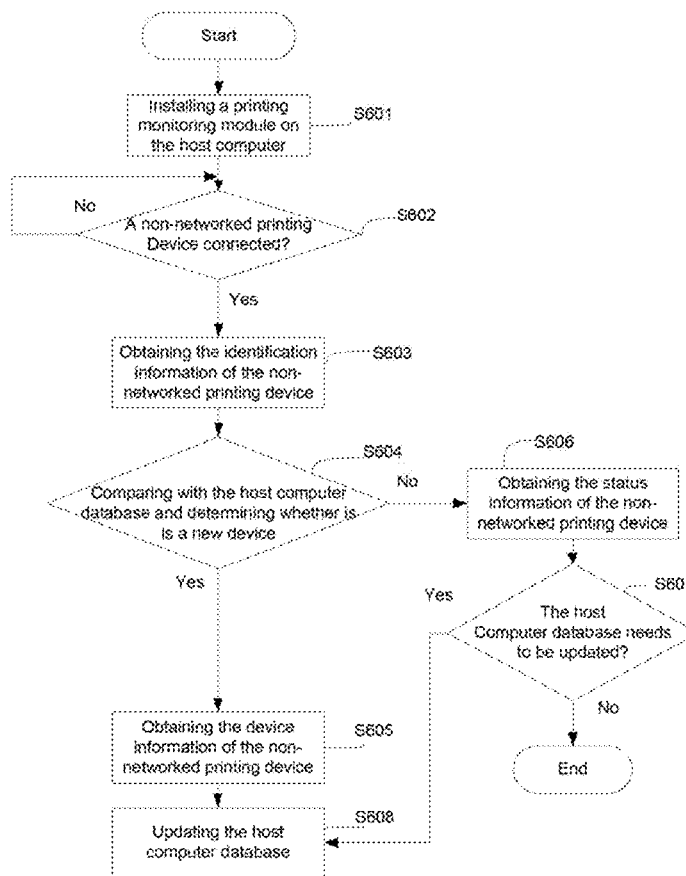 Start
Installing a printing
monitoring module on
the host computer
S601
No
A non-networked printing
Device connected?
S602
Yes
Obtaining the identification
information of the non-
networked printing device
S603
S604
Comparing with the host computer
database and determining whether is
is a new device
No
S606
Obtaining the status
information of the non-
networked printing device
Yes
Yes
S60
The host
Computer database needs
to be updated?
No
End
Obtaining the device
information of the non-
networked printing device
S605
S608
Updating the host
computer database